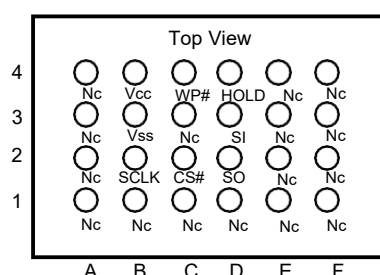 Top View
4
Nc Vcc WP# HOLD Nc Nc
3
Nc Vss Nc SI Nc Nc
2
Nc SCLK CS# SO Nc Nc
1
Nc Nc Nc Nc Nc Nc
A B C D E F